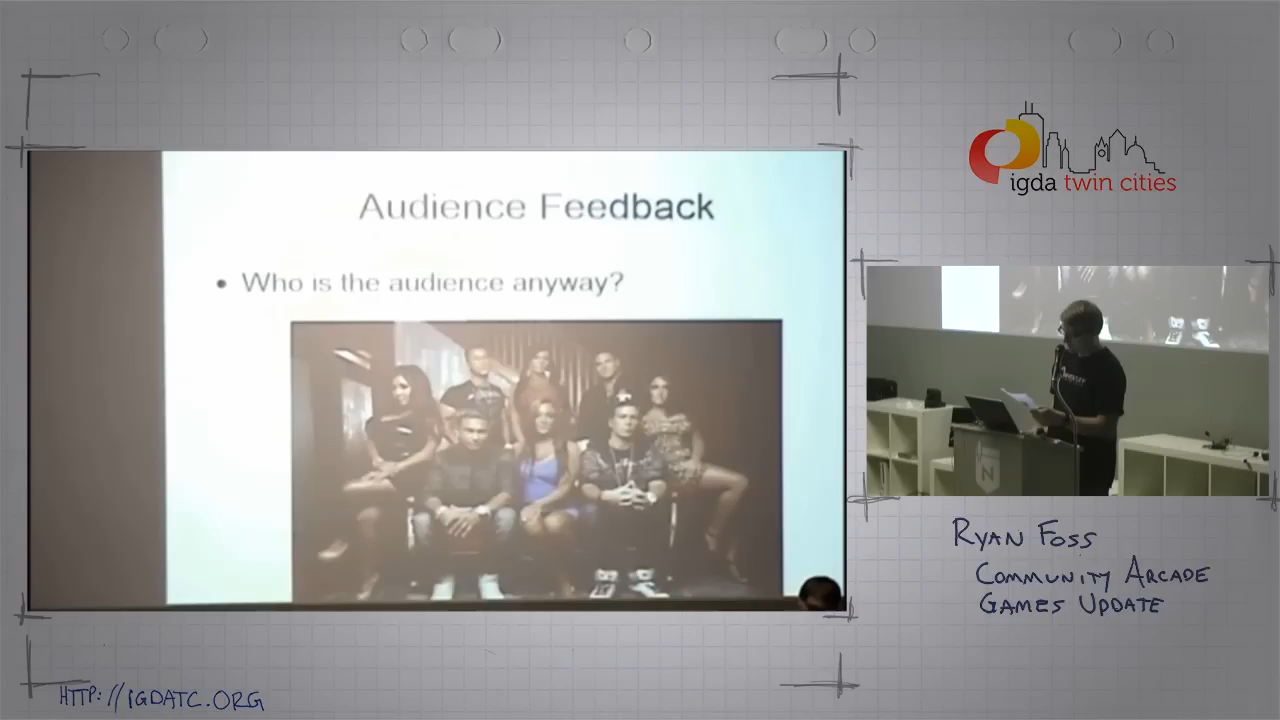 Audience Feedback
• Who is the audience anyway?
igda twin cities
N
Ryan Foss
Community Arcade
Games Update
HTTP://IGDATC.ORG